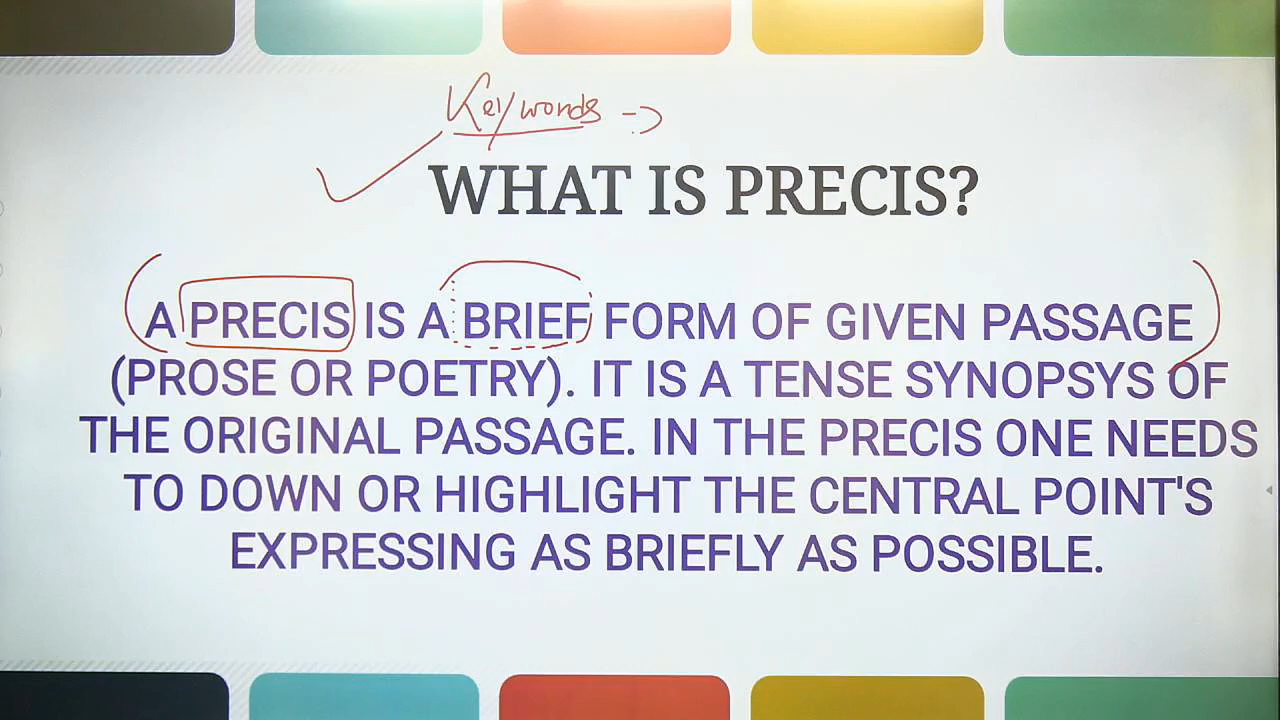 Keywords →
WHAT IS PRECIS?
A PRECIS IS A BRIEF FORM OF GIVEN PASSAGE
(PROSE OR POETRY). IT IS A TENSE SYNOPSYS OF
THE ORIGINAL PASSAGE. IN THE PRECIS ONE NEEDS
TO DOWN OR HIGHLIGHT THE CENTRAL POINT'S
EXPRESSING AS BRIEFLY AS POSSIBLE.